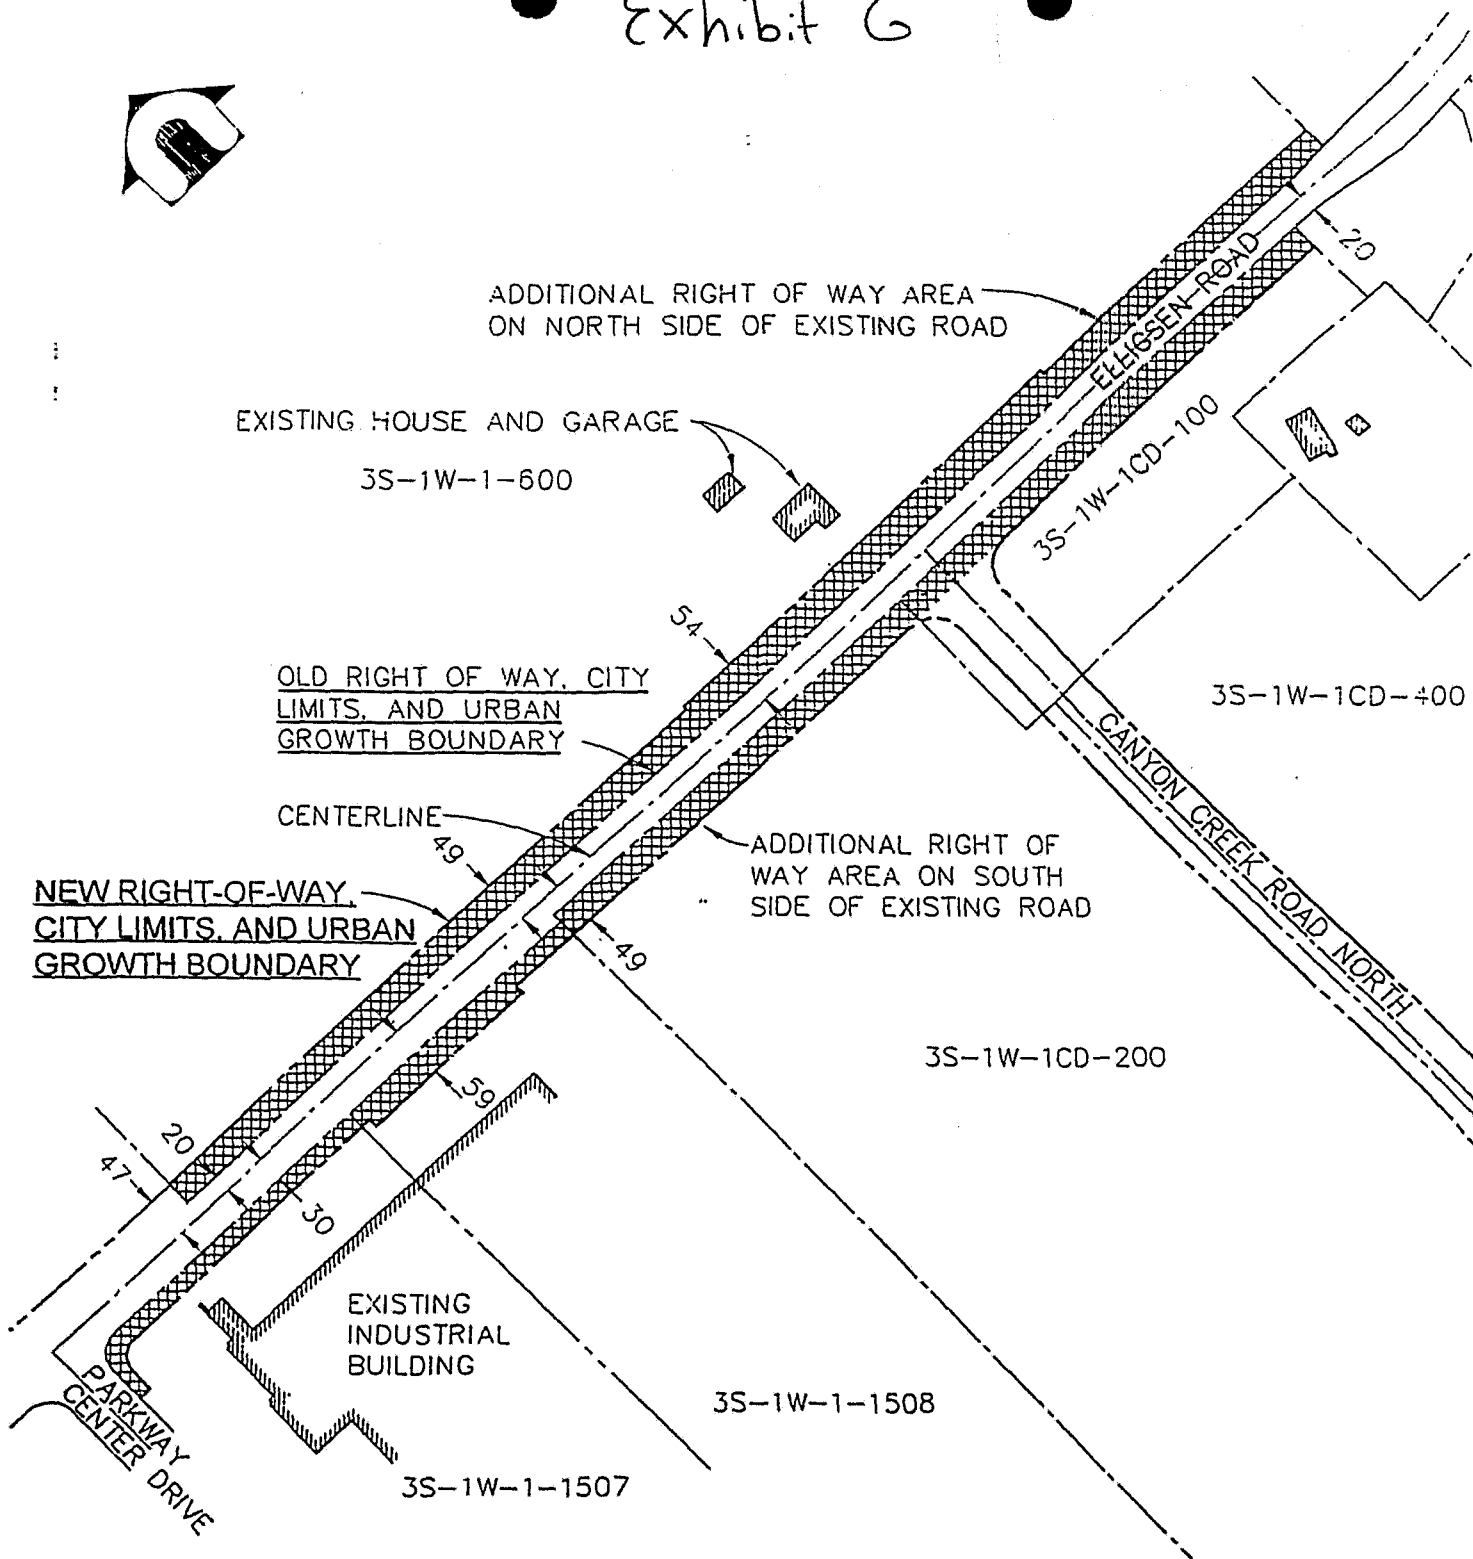 Exhibit G
20
ADDITIONAL RIGHT OF WAY AREA
ON NORTH SIDE OF EXISTING ROAD
ELLIGSEN ROAD
EXISTING HOUSE AND GARAGE
3S-1W-1-600
3S-1W-1CD-100
54
OLD RIGHT OF WAY, CITY
LIMITS, AND URBAN
GROWTH BOUNDARY
3S-1W-1CD-400
CANYON CREEK ROAD NORTH
CENTERLINE
49
ADDITIONAL RIGHT OF
WAY AREA ON SOUTH
SIDE OF EXISTING ROAD
NEW RIGHT-OF-WAY,
CITY LIMITS, AND URBAN
GROWTH BOUNDARY
49
3S-1W-1CD-200
59
20
47
30
EXISTING
INDUSTRIAL
BUILDING
PARKWAY
CENTER DRIVE
3S-1W-1-1508
3S-1W-1-1507